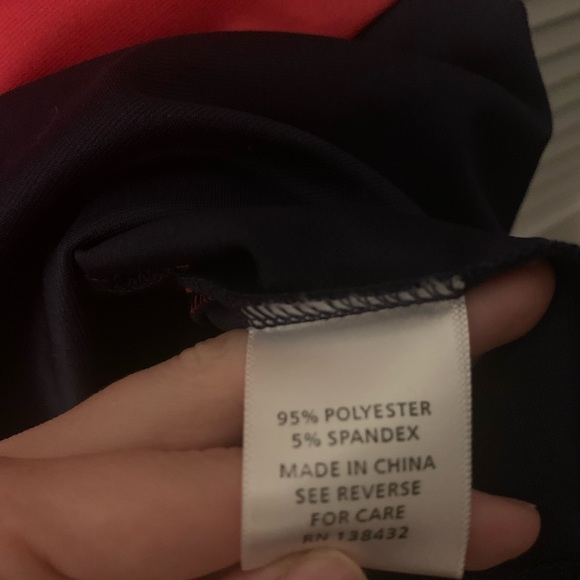 95% POLYESTER
5% SPANDEX
MADE IN CHINA
SEE REVERSE
FOR CARE
RN 138432